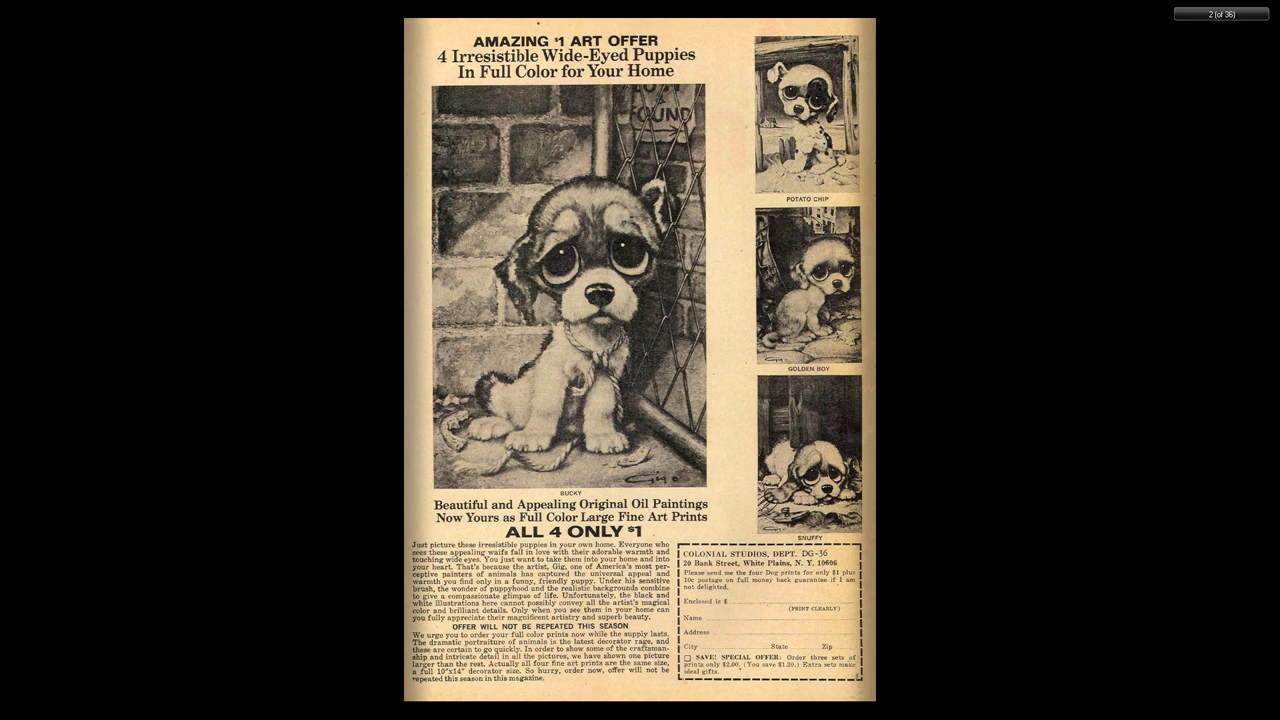 2 (of 36)
AMAZING $1 ART OFFER
4 Irresistible Wide-Eyed Puppies
In Full Color for Your Home
LOST
FOUND
Gig
BUCKY
POTATO CHIP
Gig
GOLDEN BOY
Gig
SNUFFY
Beautiful and Appealing Original Oil Paintings
Now Yours as Full Color Large Fine Art Prints
ALL 4 ONLY $1
Just picture these irresistible puppies in your own home. Everyone who
sees these appealing waifs fall in love with their adorable warmth and
touching wide eyes. You just want to take them into your home and into
your heart. That's because the artist, Gig, one of America's most per-
ceptive painters of animals has captured the universal appeal and
warmth you find only in a funny, friendly puppy. Under his sensitive
brush, the wonder of puppyhood and the realistic backgrounds combine
to give a compassionate glimpse of life. Unfortunately, the black and
white illustrations here cannot possibly convey all the artist's magical
color and brilliant details. Only when you see them in your home can
you fully appreciate their magnificent artistry and superb beauty.
OFFER WILL NOT BE REPEATED THIS SEASON
We urge you to order your full color prints now while the supply lasts.
The dramatic portraiture of animals is the latest decorator rage, and
these are certain to go quickly. In order to show some of the craftsman-
ship and intricate detail in all the pictures, we have shown one picture
larger than the rest. Actually all four fine art prints are the same size,
a full 10"x14" decorator size. So hurry, order now, offer will not be
repeated this season in this magazine.
COLONIAL STUDIOS, DEPT. DG-36
20 Bank Street, White Plains, N. Y, 10606
Please send me the four Dog prints for only $1 plus
10c postage on full money back guarantee if I am
not delighted.
Enclosed is $
(PRINT CLEARLY)
Name
Address
City State Zip
SAVE! SPECIAL OFFER: Order three sets of
prints only $2.00. (You save $1.30.) Extra sets make
ideal gifts.